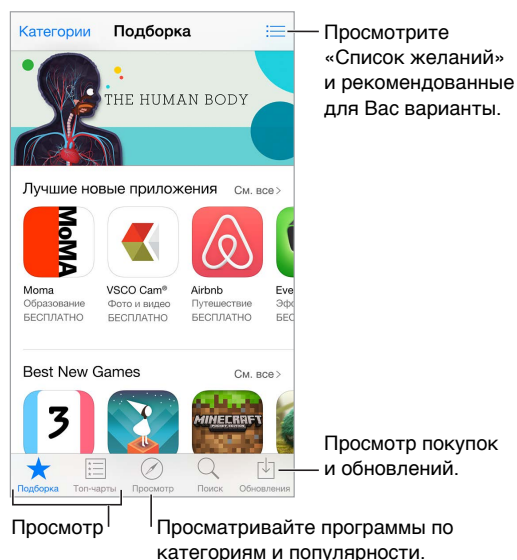 Категории Подборка
Просмотрите
«Список желаний»
и рекомендованные
для Вас варианты.
THE HUMAN BODY
Лучшие новые приложения См. все >
MoMA
Moma VSCO Cam® Airbnb Eve
Образование Фото и видео Путешествие Эфф
БЕСПЛАТНО БЕСПЛАТНО БЕСПЛАТНО БЕС
Best New Games См. все >
3 MINECRAFT
Просмотр покупок
и обновлений.
Подборка Топ-чарты Просмотр Поиск Обновления
Просмотр
Просматривайте программы по
категориям и популярности.